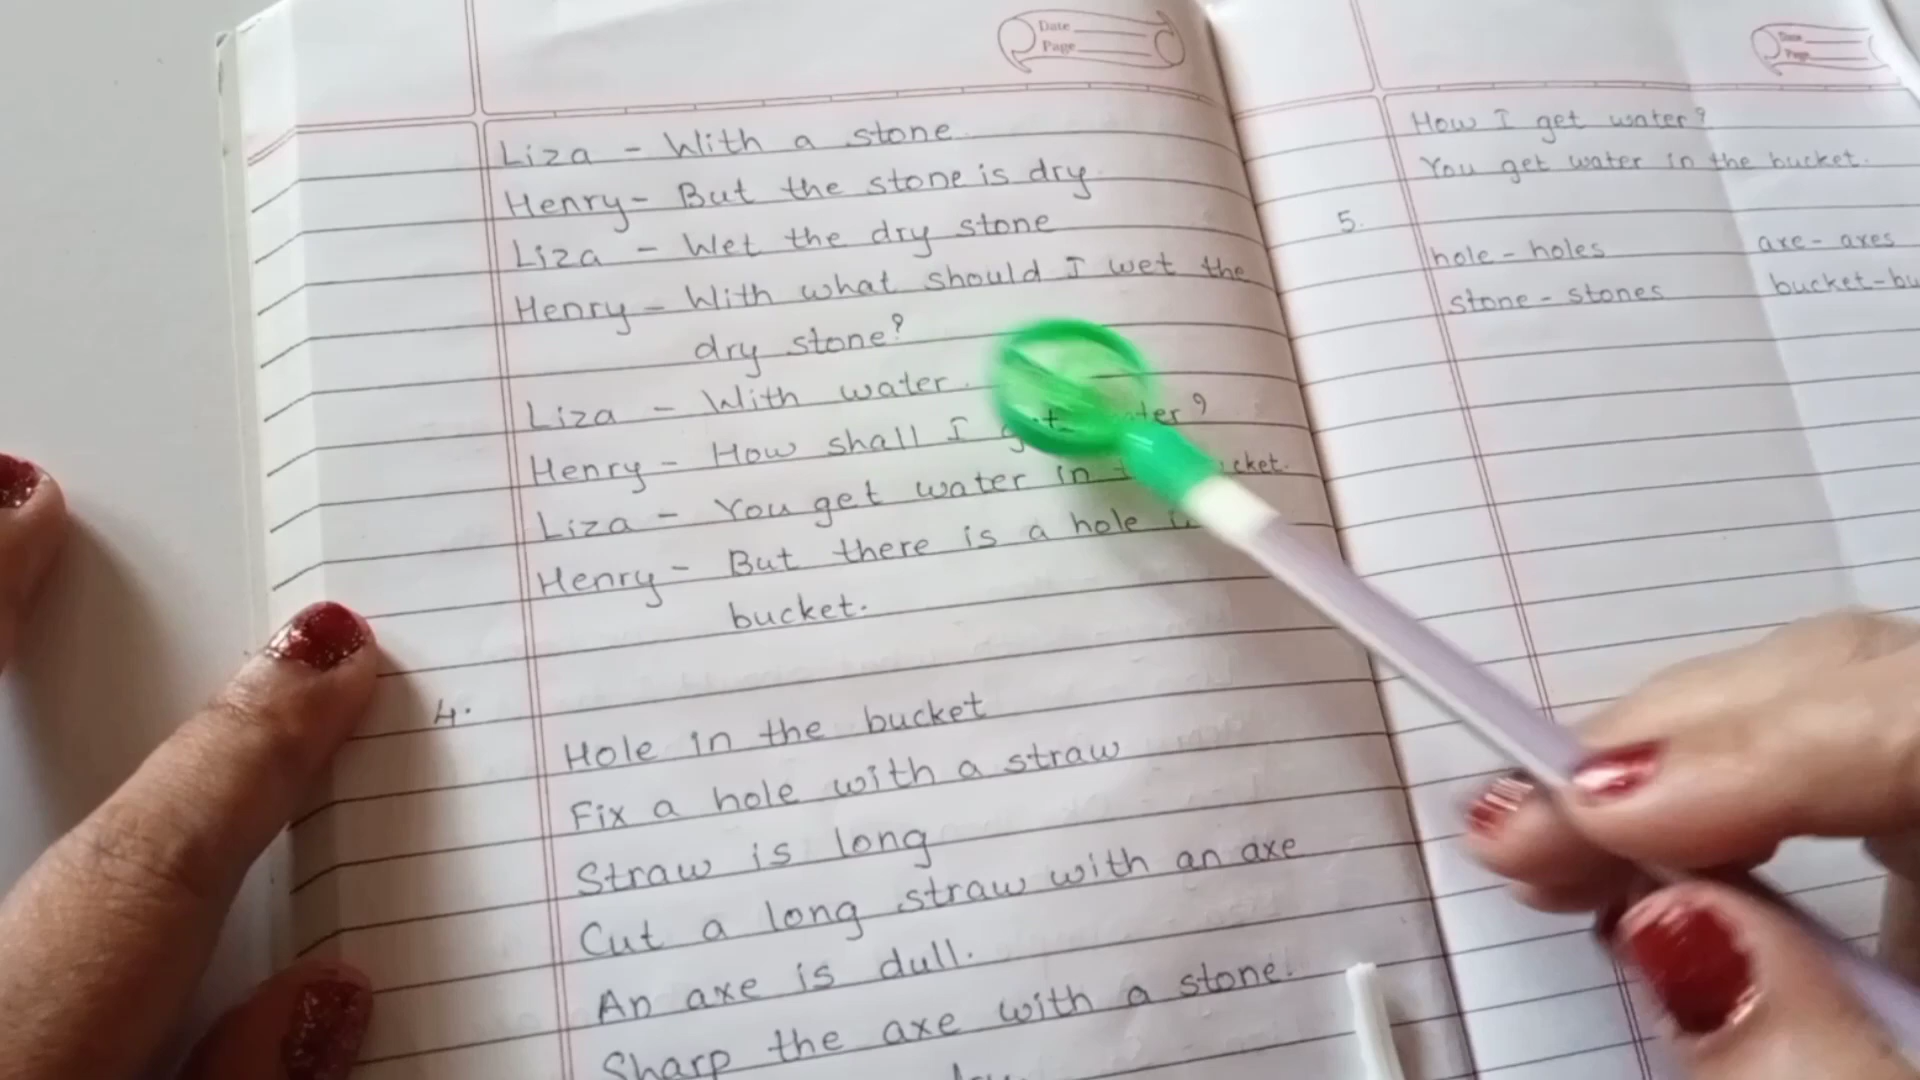 Date
Page
Liza - With a stone
Henry- But the stone is dry.
Liza - Wet the dry stone
Henry - With what should I wet the
dry stone?
Liza - With water.
Henry - How shall I
Liza - You get water in
Henry - But there is a hole
bucket.
4.
Hole in the bucket
Fix a hole with a straw
Straw is long
Cut a long straw with an axe
An axe is dull.
Sharp the axe with a stone.
Date
Page
How I get water?
You get water in the bucket.
5.
hole - holes axe - axes
stone - stones